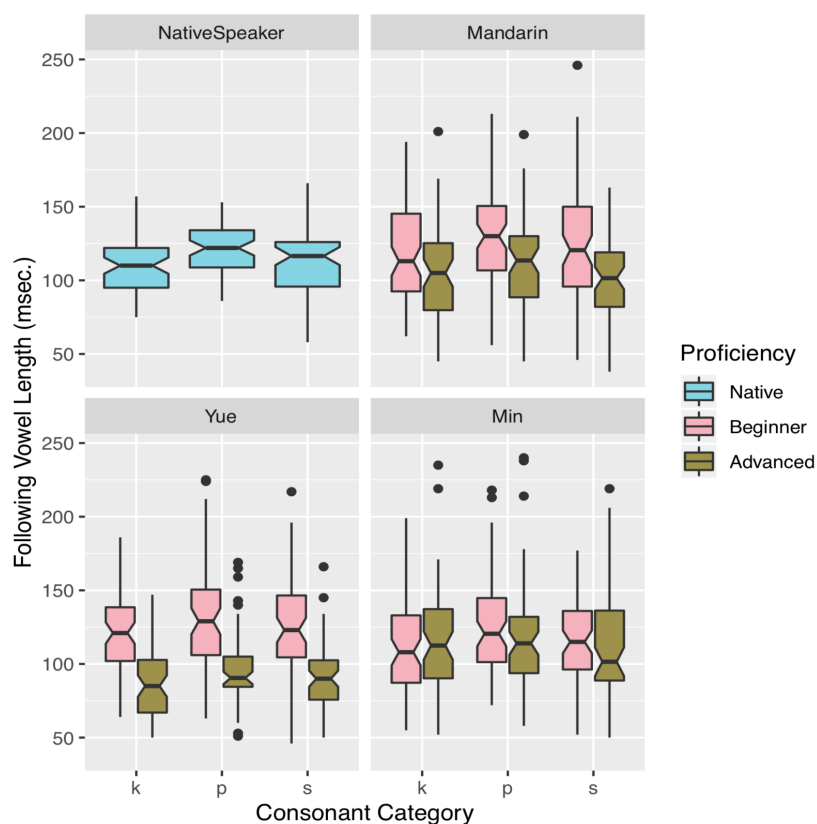 NativeSpeaker
Mandarin
250
200
150
100
50
Yue
Min
250
200
150
100
50
k
p
s
k
p
s
Following Vowel Length (msec.)
Consonant Category
Proficiency
Native
Beginner
Advanced